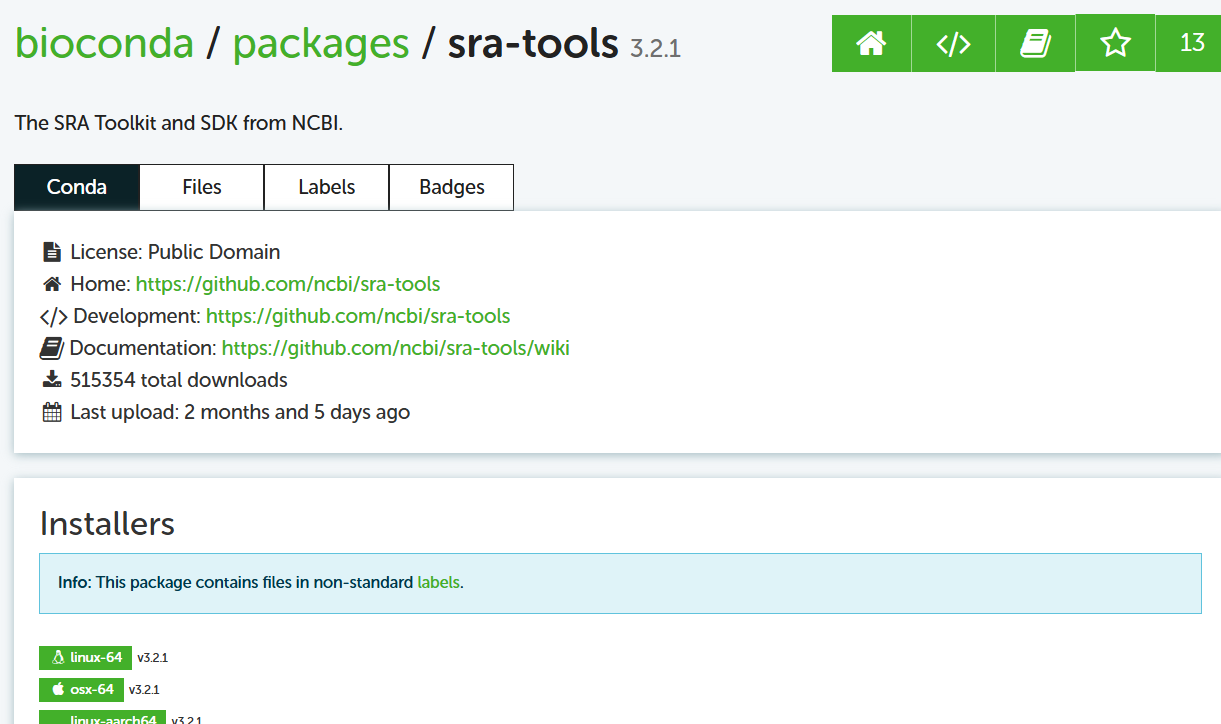 bioconda / packages / sra-tools 3.2.1
13
The SRA Toolkit and SDK from NCBI.
Conda Files Labels Badges
License: Public Domain
Home: https://github.com/ncbi/sra-tools
</> Development: https://github.com/ncbi/sra-tools
Documentation: https://github.com/ncbi/sra-tools/wiki
515354 total downloads
Last upload: 2 months and 5 days ago
Installers
Info: This package contains files in non-standard labels.
linux-64 v3.2.1
osx-64 v3.2.1
linux-aarch64 v3.2.1